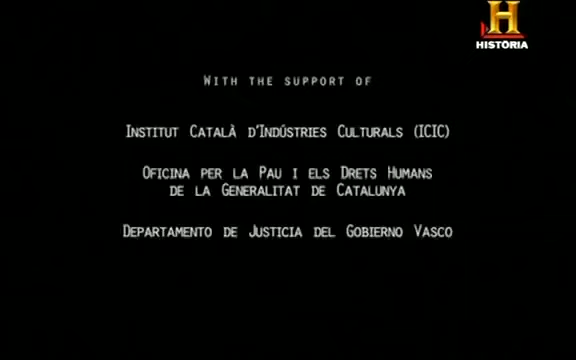 H
HISTÒRIA
With the support of
Institut Català d'Indústries Culturals (ICIC)
Oficina per la Pau i els Drets Humans
de la Generalitat de Catalunya
Departamento de Justicia del Gobierno Vasco